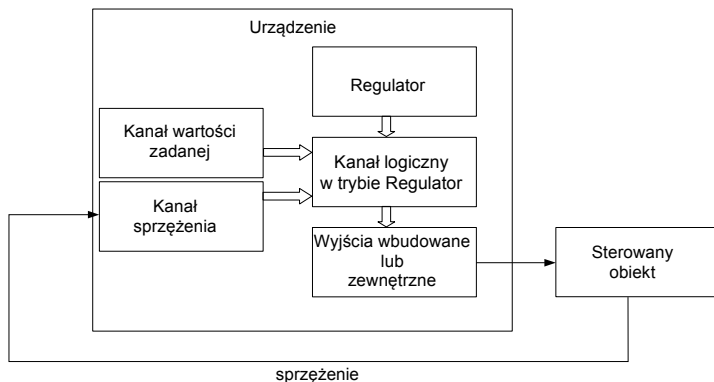 Urządzenie
Regulator
Kanał wartości
zadanej
Kanał logiczny
w trybie Regulator
Kanał
sprzężenia
Wyjścia wbudowane
lub
zewnętrzne
Sterowany
obiekt
sprzężenie